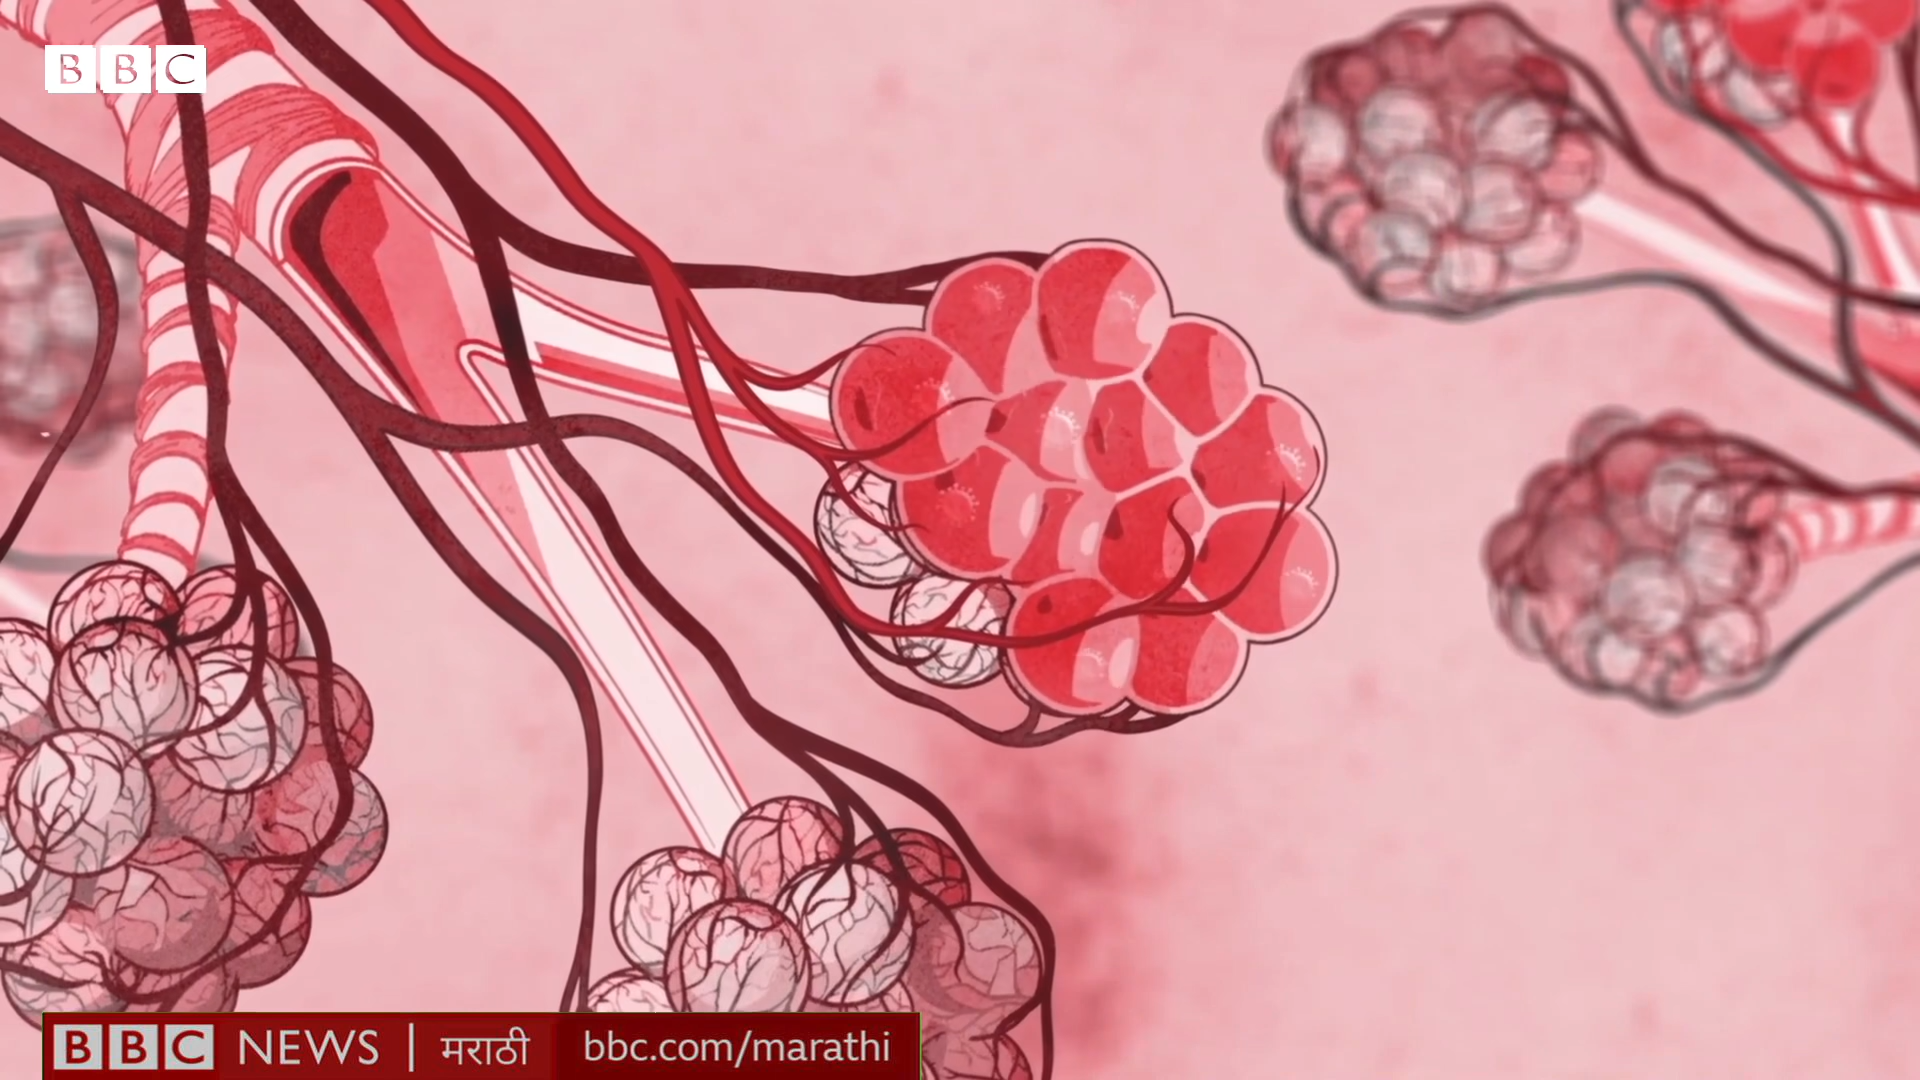 BBC
BBC NEWS | मराठी bbc.com/marathi